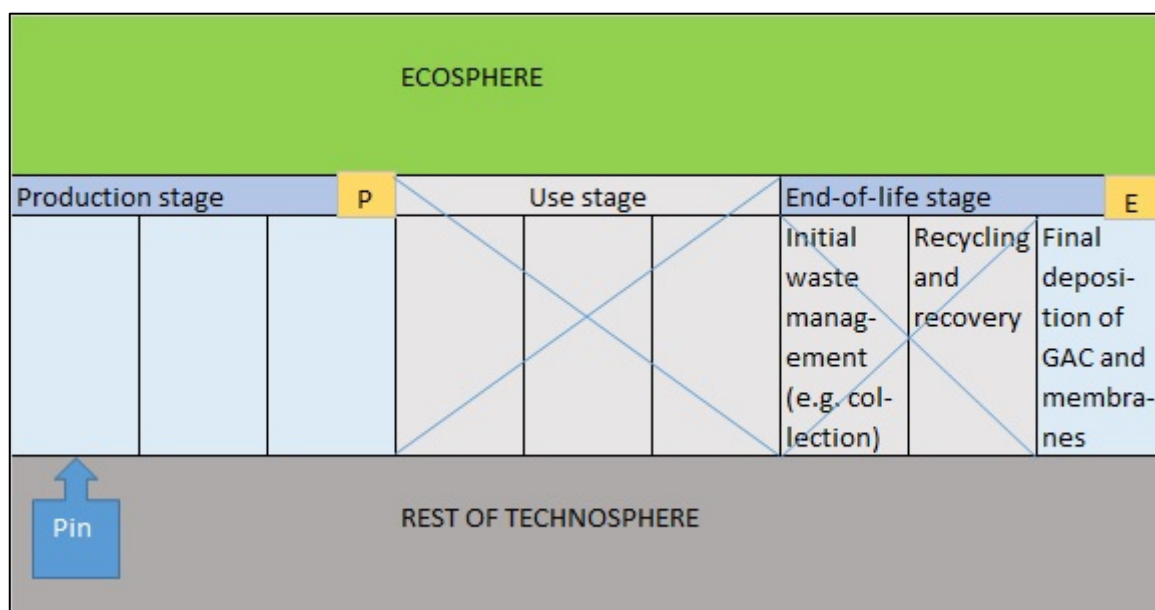 ECOSPHERE
Production stage
P
Use stage
End-of-life stage
E
Initial
waste
manag-
ement
(e.g. col-
lection)
Recycling
and
recovery
Final
deposi-
tion of
GAC and
membra-
nes
Pin
REST OF TECHNOSPHERE